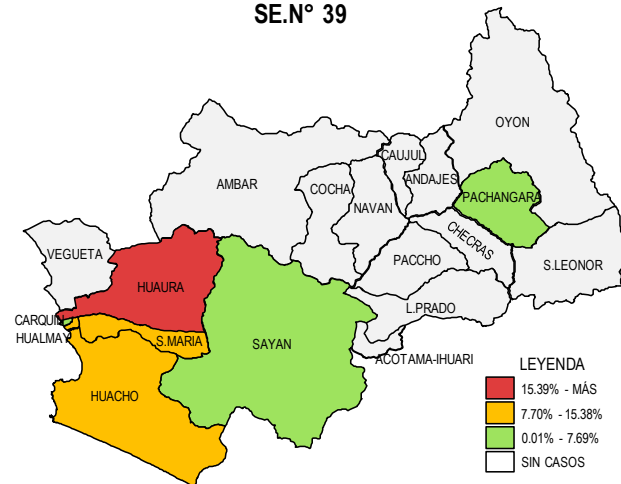 SE.N° 39
OYON
CAUJUL
ANDAJES
AMBAR
COCHA
PACHANGARA
NAVAN
CHECRAS
VEGUETA
PACCHO
S.LEONOR
HUAURA
L.PRADO
CARQUIN
HUALMAY
S.MARIA
SAYAN
ACOTAMA-IHUARI
HUACHO
LEYENDA
15.39% - MÁS
7.70% - 15.38%
0.01% - 7.69%
SIN CASOS